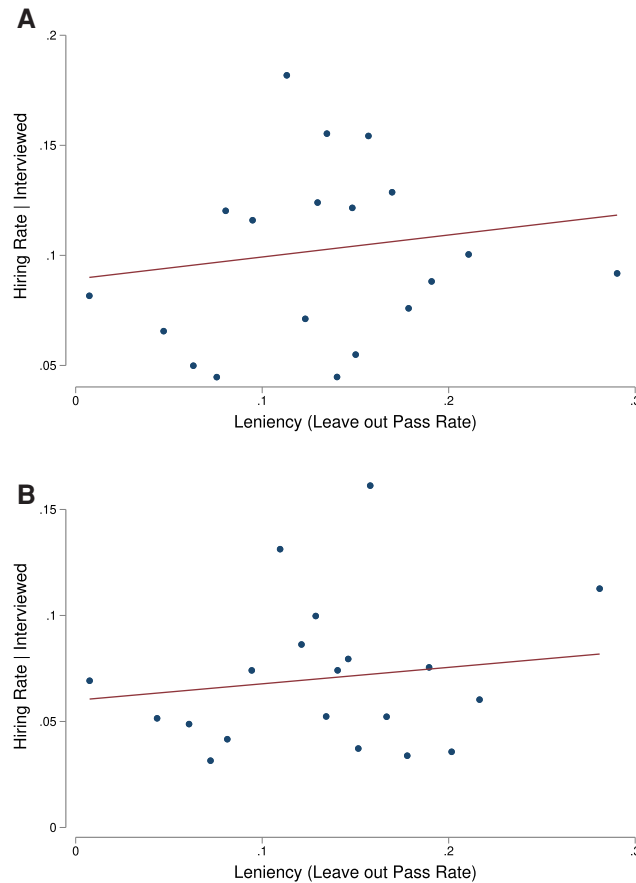 A
.2
.15
.1
.05
Hiring Rate | Interviewed
0
.1
.2
.3
Leniency (Leave out Pass Rate)
B
.15
.1
.05
0
Hiring Rate | Interviewed
0
.1
.2
.3
Leniency (Leave out Pass Rate)